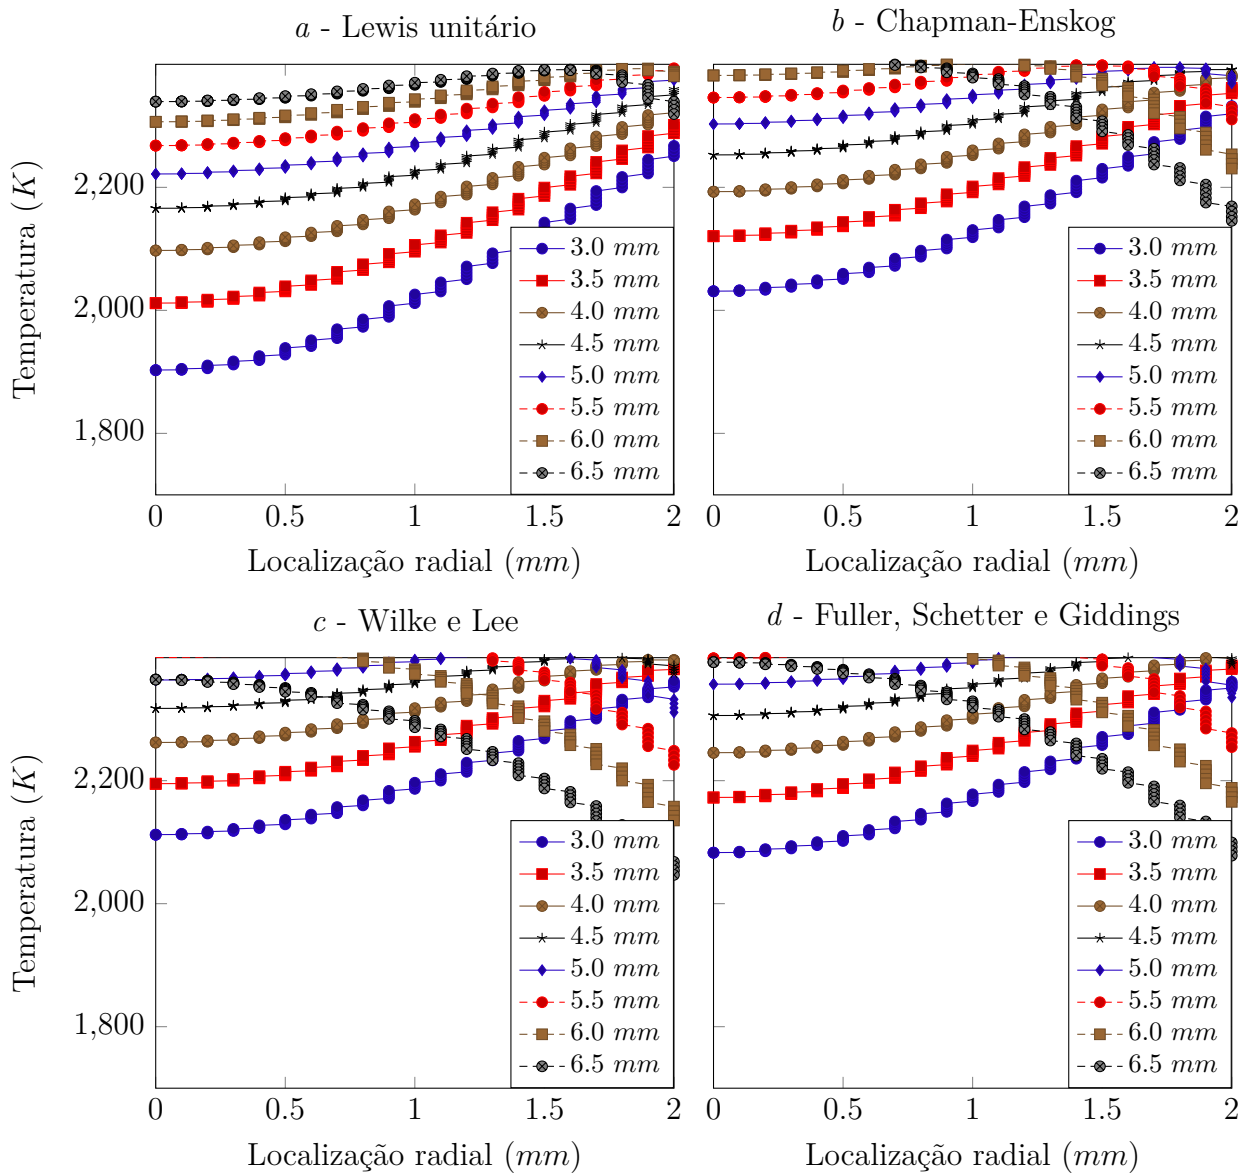 a - Lewis unitário
b - Chapman-Enskog
Temperatura (K)
2,200
2,000
1,800
0
0.5
1
1.5
2
Localização radial (mm)
3.0 mm
3.5 mm
4.0 mm
4.5 mm
5.0 mm
5.5 mm
6.0 mm
6.5 mm
0
0.5
1
1.5
2
Localização radial (mm)
3.0 mm
3.5 mm
4.0 mm
4.5 mm
5.0 mm
5.5 mm
6.0 mm
6.5 mm
c - Wilke e Lee
d - Fuller, Schetter e Giddings
Temperatura (K)
2,200
2,000
1,800
0
0.5
1
1.5
2
Localização radial (mm)
3.0 mm
3.5 mm
4.0 mm
4.5 mm
5.0 mm
5.5 mm
6.0 mm
6.5 mm
0
0.5
1
1.5
2
Localização radial (mm)
3.0 mm
3.5 mm
4.0 mm
4.5 mm
5.0 mm
5.5 mm
6.0 mm
6.5 mm